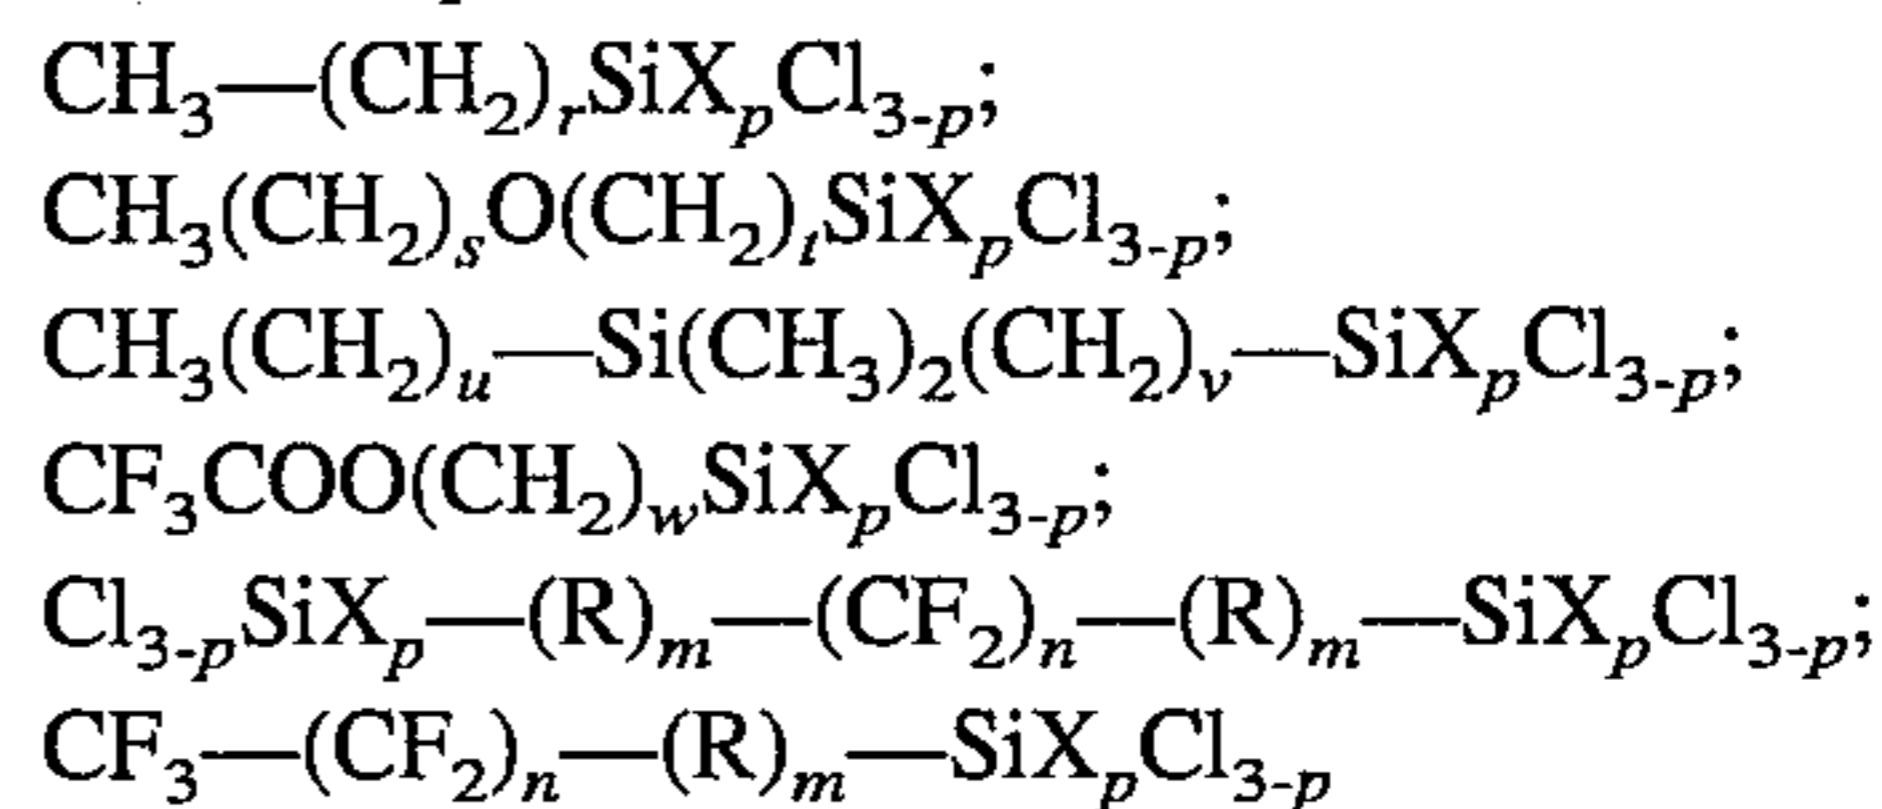 CH₃—(CH₂)ᵣSiXₚCl₃₋ₚ;
CH₃(CH₂)ₛO(CH₂)ₜSiXₚCl₃₋ₚ;
CH₃(CH₂)ᵤ—Si(CH₃)₂(CH₂)ᵥ—SiXₚCl₃₋ₚ;
CF₃COO(CH₂)wSiXₚCl₃₋ₚ;
Cl₃₋ₚSiXₚ—(R)ₘ—(CF₂)ₙ—(R)ₘ—SiXₚCl₃₋ₚ;
CF₃—(CF₂)ₙ—(R)ₘ—SiXₚCl₃₋ₚ